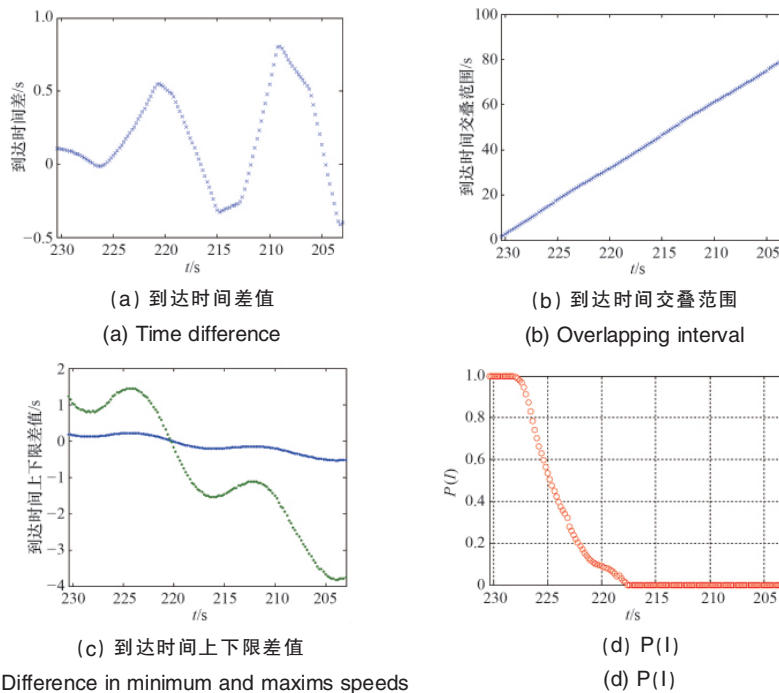 1.0
0.5
0
−0.5
到达时间差/s
230 225 220 215 210 205
t/s
(a) 到达时间差值
(a) Time difference
100
80
60
40
20
0
到达时间交叠范围/s
230 225 220 215 210 205
t/s
(b) 到达时间交叠范围
(b) Overlapping interval
2
1
0
−1
−2
−3
−4
到达时间上下限差值/s
230 225 220 215 210 205
t/s
(c) 到达时间上下限差值
Difference in minimum and maxims speeds
1.0
0.8
0.6
0.4
0.2
0
P(I)
230 225 220 215 210 205
t/s
(d) P(I)
(d) P(I)